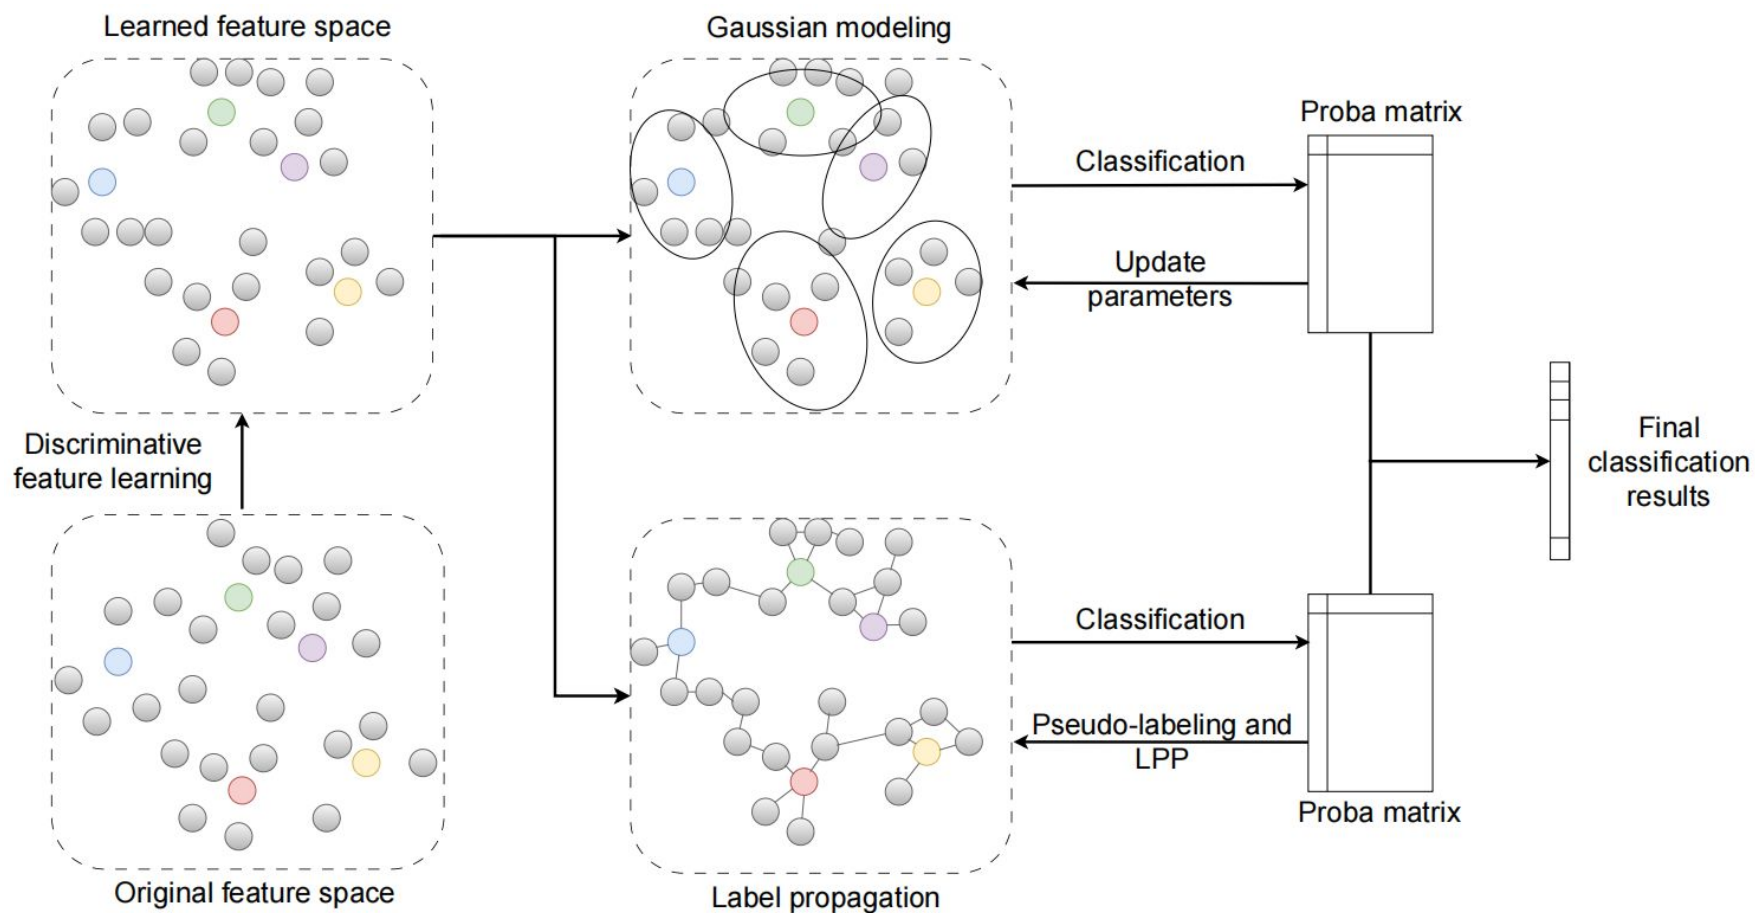 Learned feature space
Gaussian modeling
Proba matrix
Classification
Update
parameters
Discriminative
feature learning
Final
classification
results
Classification
Pseudo-labeling and
LPP
Proba matrix
Original feature space
Label propagation